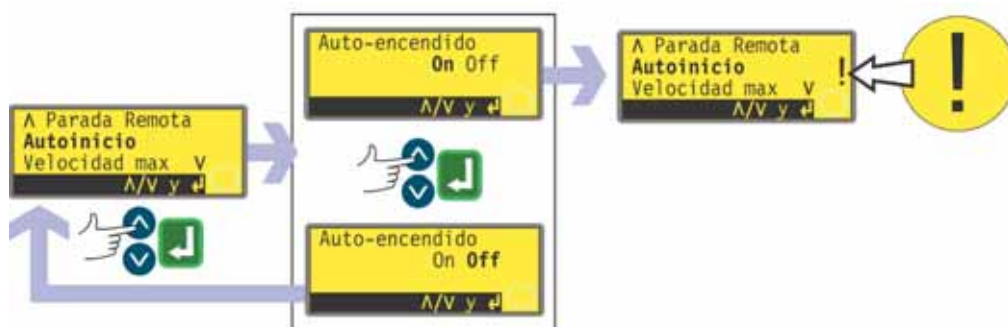 Λ Parada Remota
Autoinicio
Velocidad max V
Λ/V y ↲
Auto-encendido
On Off
Λ/V y ↲
Auto-encendido
On Off
Λ/V y ↲
Λ Parada Remota
Autoinicio !
Velocidad max V
Λ/V y ↲
!